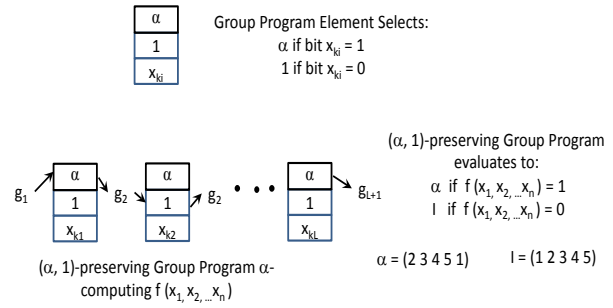 α
1
x_ki
Group Program Element Selects:
α if bit x_ki = 1
1 if bit x_ki = 0
g_1
α
1
x_k1
g_2
α
1
x_k2
g_2
• • •
α
1
x_kL
g_L+1
(α, 1)-preserving Group Program α-
computing f (x_1, x_2, ...x_n)
(α, 1)-preserving Group Program
evaluates to:
α if f (x_1, x_2, ...x_n) = 1
I if f (x_1, x_2, ...x_n) = 0
α = (2 3 4 5 1) I = (1 2 3 4 5)